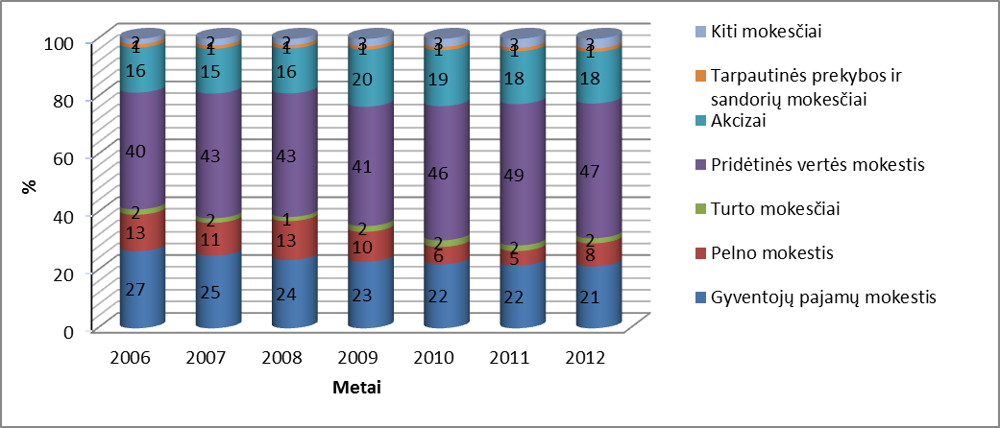 100
80
60
40
20
0
%
2 2 2 3 3 3 3
1 1 1 1 1 1 1
16 15 16 20 19 18 18
40 43 43 41 46 49 47
2 2 1 2 2 2 2
13 11 13 10 6 5 8
27 25 24 23 22 22 21
2006 2007 2008 2009 2010 2011 2012
Metai
Kiti mokesčiai
Tarpautinės prekybos ir
sandorių mokesčiai
Akcizai
Pridėtinės vertės mokestis
Turto mokesčiai
Pelno mokestis
Gyventojų pajamų mokestis